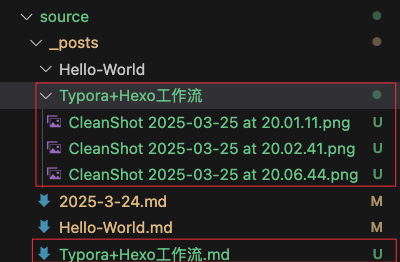 source
_posts
Hello-World
Typora+Hexo工作流
CleanShot 2025-03-25 at 20.01.11.png U
CleanShot 2025-03-25 at 20.02.41.png U
CleanShot 2025-03-25 at 20.06.44.png U
2025-3-24.md M
Hello-World.md M
Typora+Hexo工作流.md U